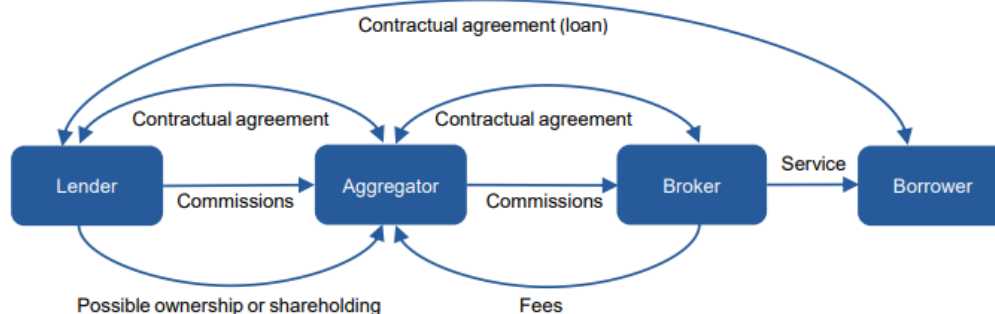 Contractual agreement (loan)
Contractual agreement
Contractual agreement
Lender
Commissions
Aggregator
Commissions
Broker
Service
Borrower
Possible ownership or shareholding
Fees